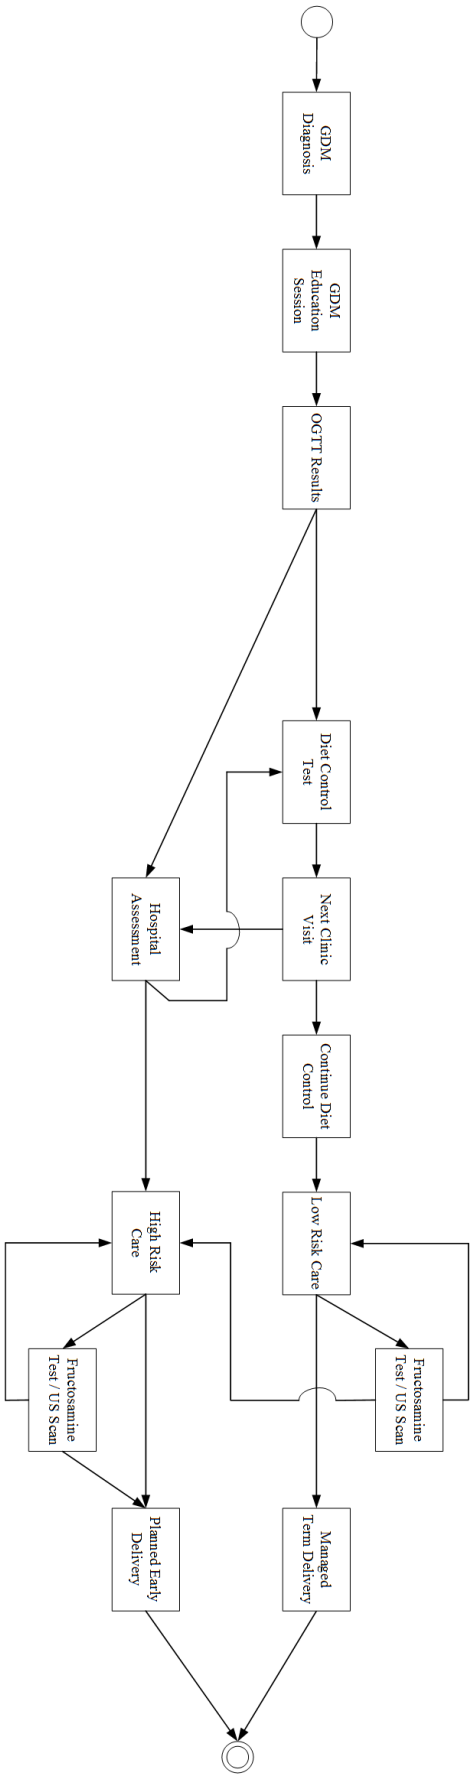 GDM
Diagnosis
GDM
Education
Session
OGTT Results
Diet Control
Test
Next Clinic
Visit
Hospital
Assessment
Continue Diet
Control
Low Risk Care
High Risk
Care
Fructosamine
Test / US Scan
Fructosamine
Test / US Scan
Managed
Term Delivery
Planned Early
Delivery